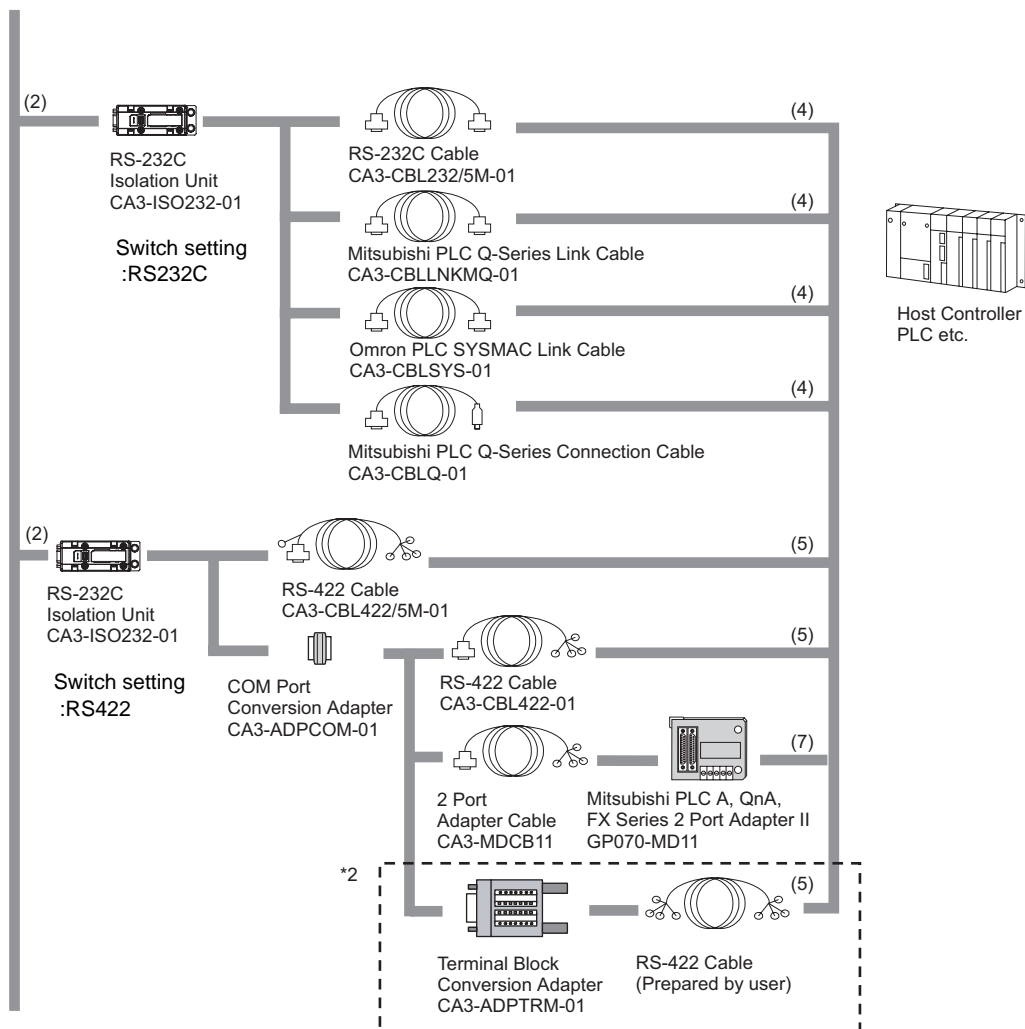 (2)
RS-232C
Isolation Unit
CA3-ISO232-01
Switch setting
:RS232C
(4)
RS-232C Cable
CA3-CBL232/5M-01
(4)
Mitsubishi PLC Q-Series Link Cable
CA3-CBLLNKMQ-01
(4)
Omron PLC SYSMAC Link Cable
CA3-CBLSYS-01
(4)
Mitsubishi PLC Q-Series Connection Cable
CA3-CBLQ-01
Host Controller
PLC etc.
(2)
RS-232C
Isolation Unit
CA3-ISO232-01
Switch setting
:RS422
(5)
RS-422 Cable
CA3-CBL422/5M-01
COM Port
Conversion Adapter
CA3-ADPCOM-01
(5)
RS-422 Cable
CA3-CBL422-01
(7)
2 Port
Adapter Cable
CA3-MDCB11
Mitsubishi PLC A, QnA,
FX Series 2 Port Adapter II
GP070-MD11
*2
(5)
Terminal Block
Conversion Adapter
CA3-ADPTRM-01
RS-422 Cable
(Prepared by user)